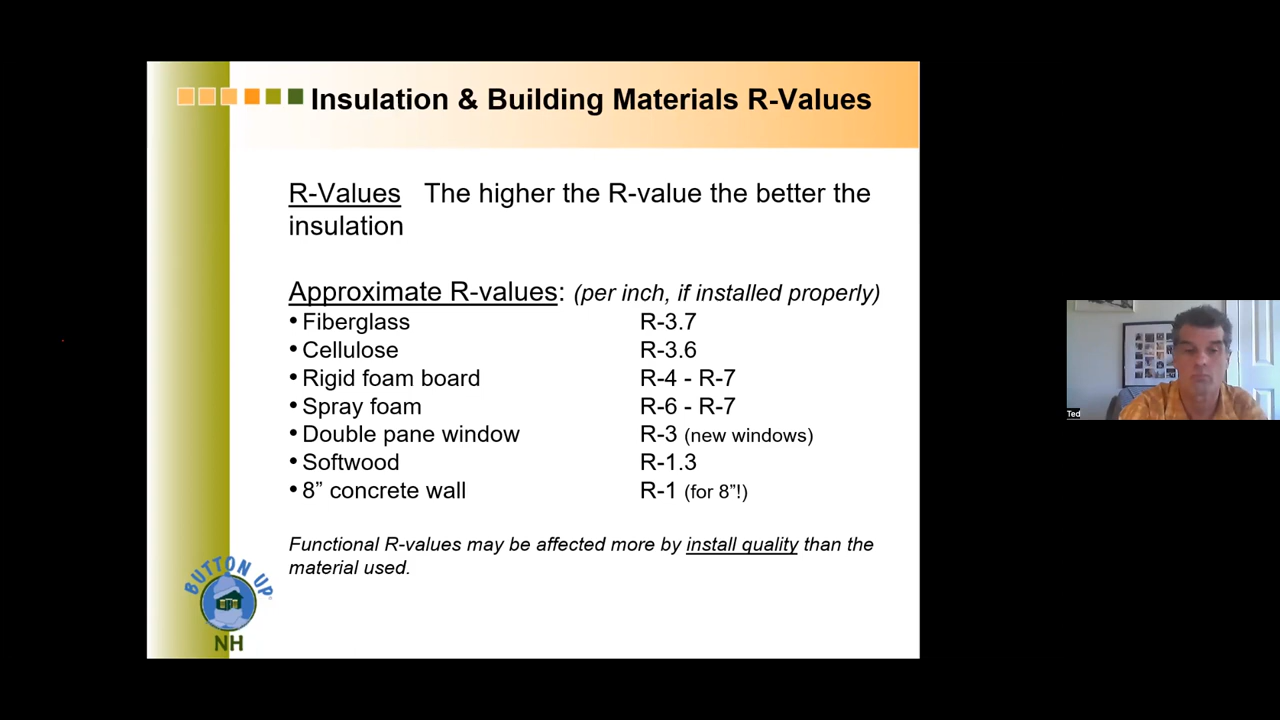 Insulation & Building Materials R-Values
R-Values The higher the R-value the better the
insulation
Approximate R-values: (per inch, if installed properly)
• Fiberglass R-3.7
• Cellulose R-3.6
• Rigid foam board R-4 - R-7
• Spray foam R-6 - R-7
• Double pane window R-3 (new windows)
• Softwood R-1.3
• 8” concrete wall R-1 (for 8”!)
Functional R-values may be affected more by install quality than the
material used.
BUTTON UP
NH
Ted